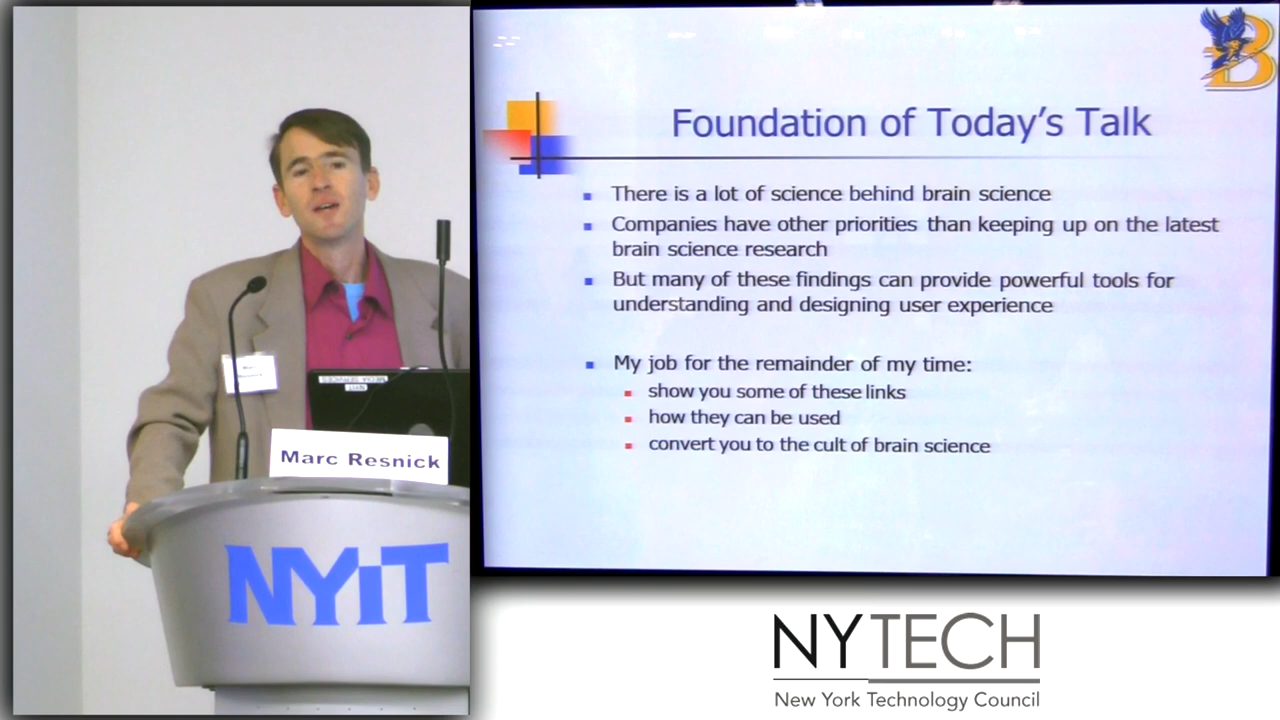 Foundation of Today's Talk
There is a lot of science behind brain science
Companies have other priorities than keeping up on the latest
brain science research
But many of these findings can provide powerful tools for
understanding and designing user experience
My job for the remainder of my time:
show you some of these links
how they can be used
convert you to the cult of brain science
B
Marc Resnick
NYiT
NYTECH
New York Technology Council